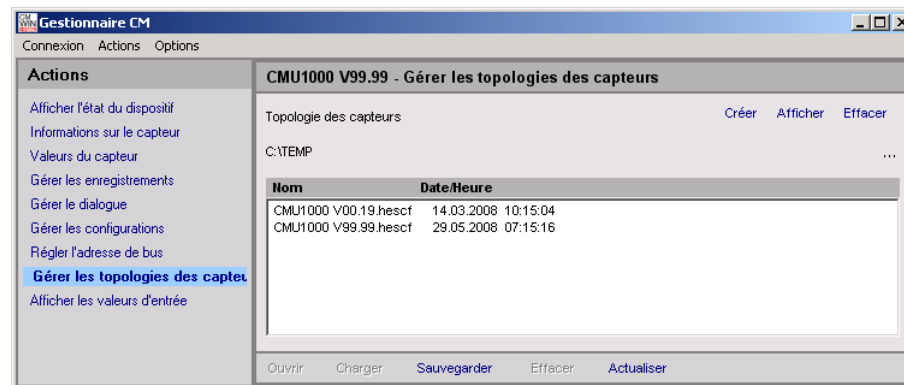 Gestionnaire CM
Connexion Actions Options
Actions
Afficher l'état du dispositif
Informations sur le capteur
Valeurs du capteur
Gérer les enregistrements
Gérer le dialogue
Gérer les configurations
Régler l'adresse de bus
Gérer les topologies des capteu
Afficher les valeurs d'entrée
CMU1000 V99.99 - Gérer les topologies des capteurs
Topologie des capteurs Créer Afficher Effacer
C:\TEMP ...
Nom Date/Heure
CMU1000 V00.19.hescf 14.03.2008 10:15:04
CMU1000 V99.99.hescf 29.05.2008 07:15:16
Ouvrir Charger Sauvegarder Effacer Actualiser